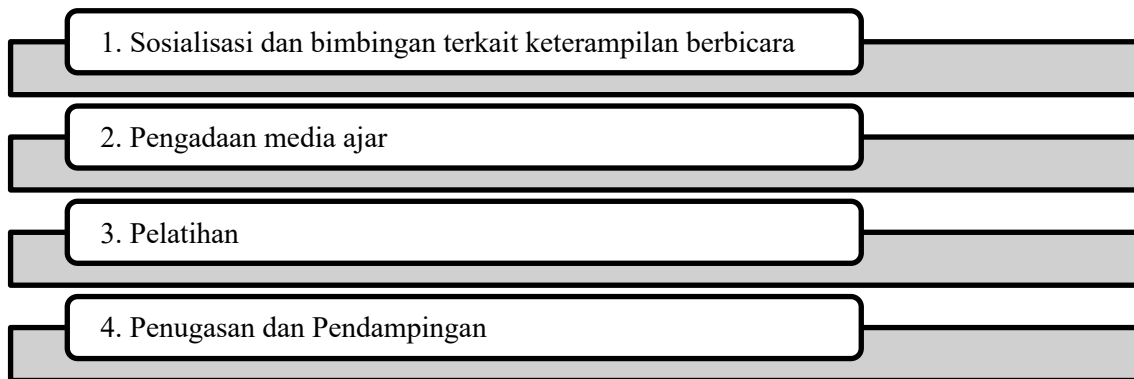 1. Sosialisasi dan bimbingan terkait keterampilan berbicara
2. Pengadaan media ajar
3. Pelatihan
4. Penugasan dan Pendampingan